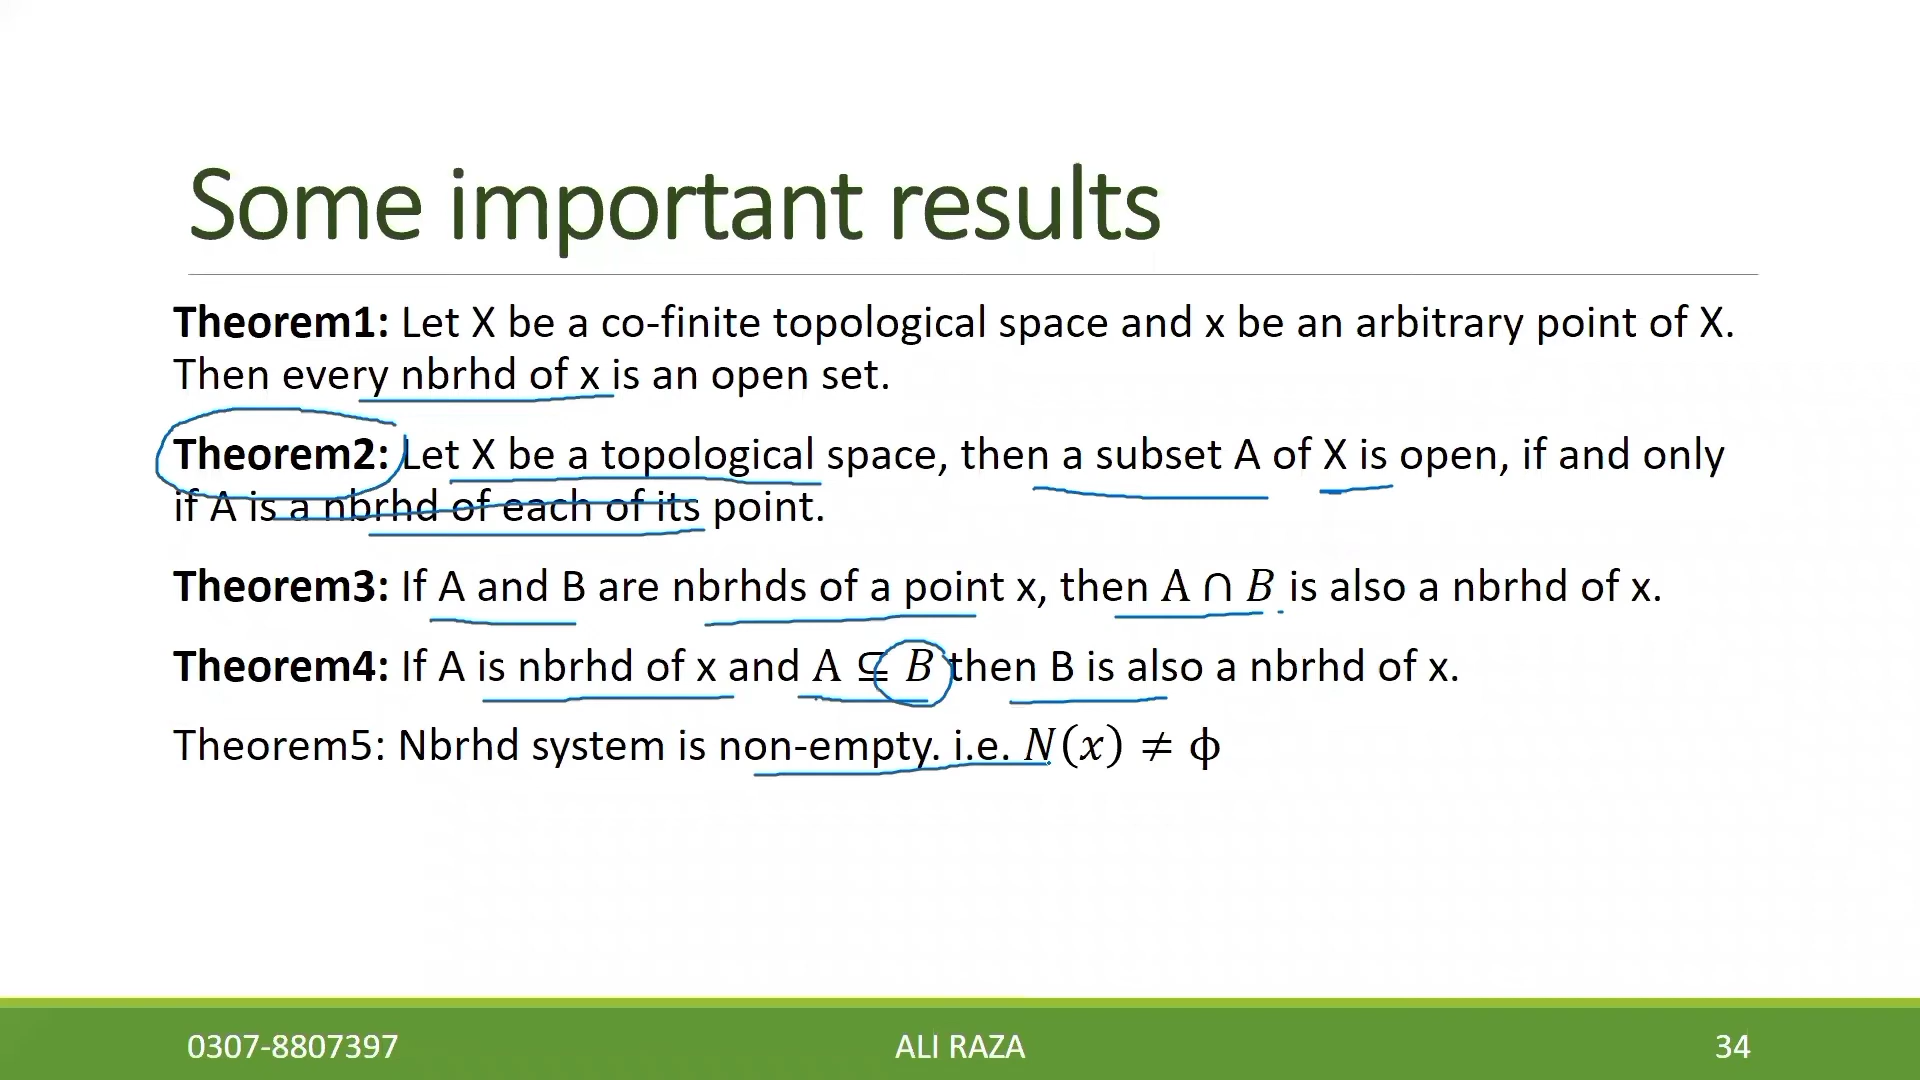 Some important results
Theorem1: Let X be a co-finite topological space and x be an arbitrary point of X.
Then every nbrhd of x is an open set.
Theorem2: Let X be a topological space, then a subset A of X is open, if and only
if A is a nbrhd of each of its point.
Theorem3: If A and B are nbrhds of a point x, then A ∩ B is also a nbrhd of x.
Theorem4: If A is nbrhd of x and A ⊆ B then B is also a nbrhd of x.
Theorem5: Nbrhd system is non-empty. i.e. N(x) ≠ ϕ
0307-8807397 ALI RAZA 34